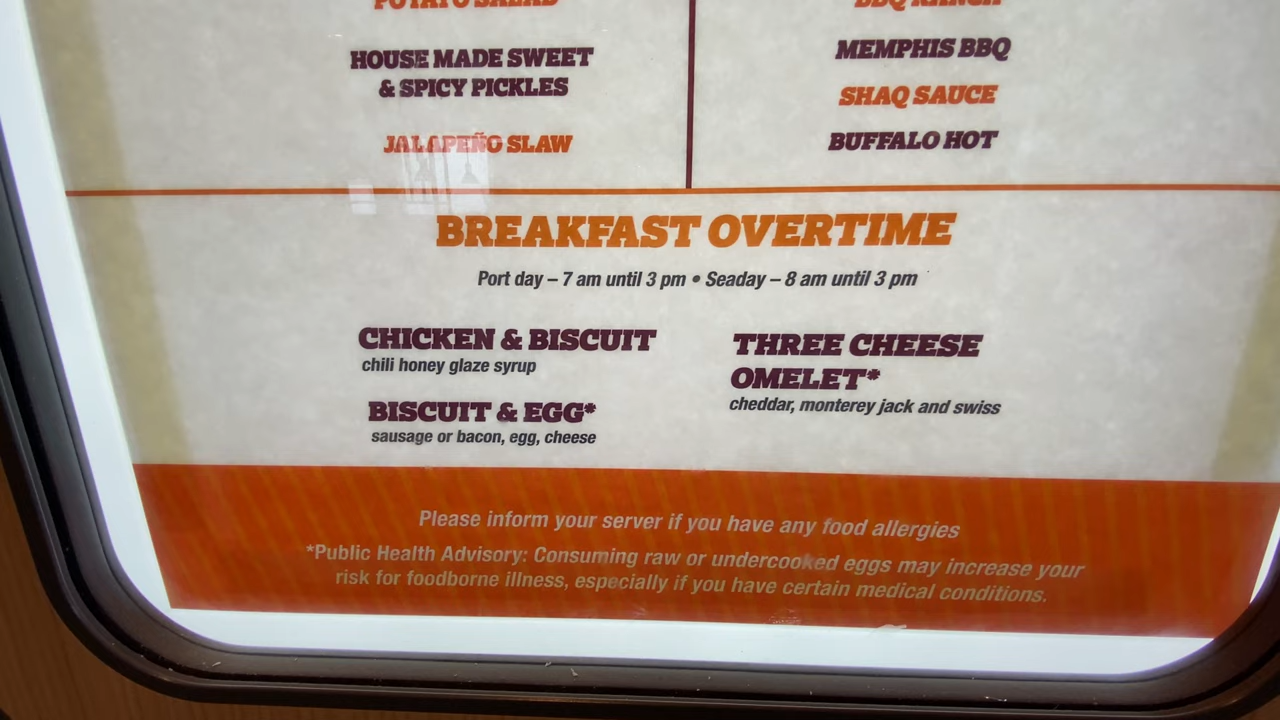 POTATO SALAD
HOUSE MADE SWEET
& SPICY PICKLES
JALAPEÑO SLAW
BBQ RANCH
MEMPHIS BBQ
SHAQ SAUCE
BUFFALO HOT
BREAKFAST OVERTIME
Port day – 7 am until 3 pm • Seaday – 8 am until 3 pm
CHICKEN & BISCUIT
chili honey glaze syrup
BISCUIT & EGG*
sausage or bacon, egg, cheese
THREE CHEESE
OMELET*
cheddar, monterey jack and swiss
Please inform your server if you have any food allergies
*Public Health Advisory: Consuming raw or undercooked eggs may increase your
risk for foodborne illness, especially if you have certain medical conditions.